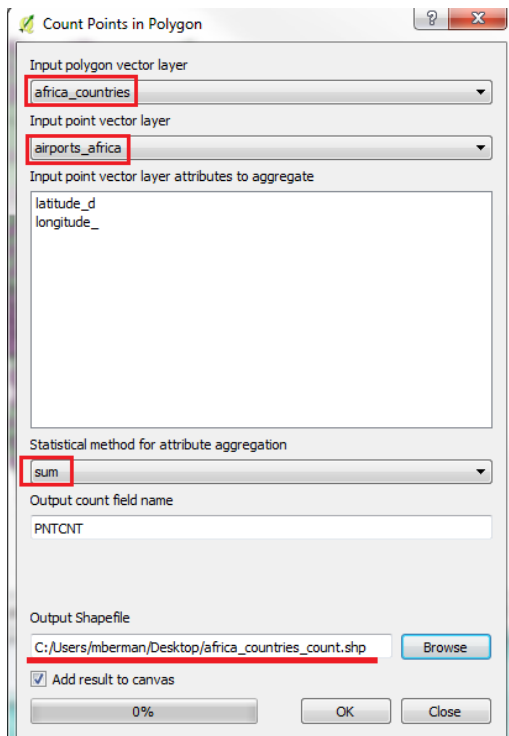 Count Points in Polygon
Input polygon vector layer
africa_countries
Input point vector layer
airports_africa
Input point vector layer attributes to aggregate
latitude_d
longitude_
Statistical method for attribute aggregation
sum
Output count field name
PNTCNT
Output Shapefile
C:/Users/mberman/Desktop/africa_countries_count.shp
Browse
Add result to canvas
0%
OK
Close